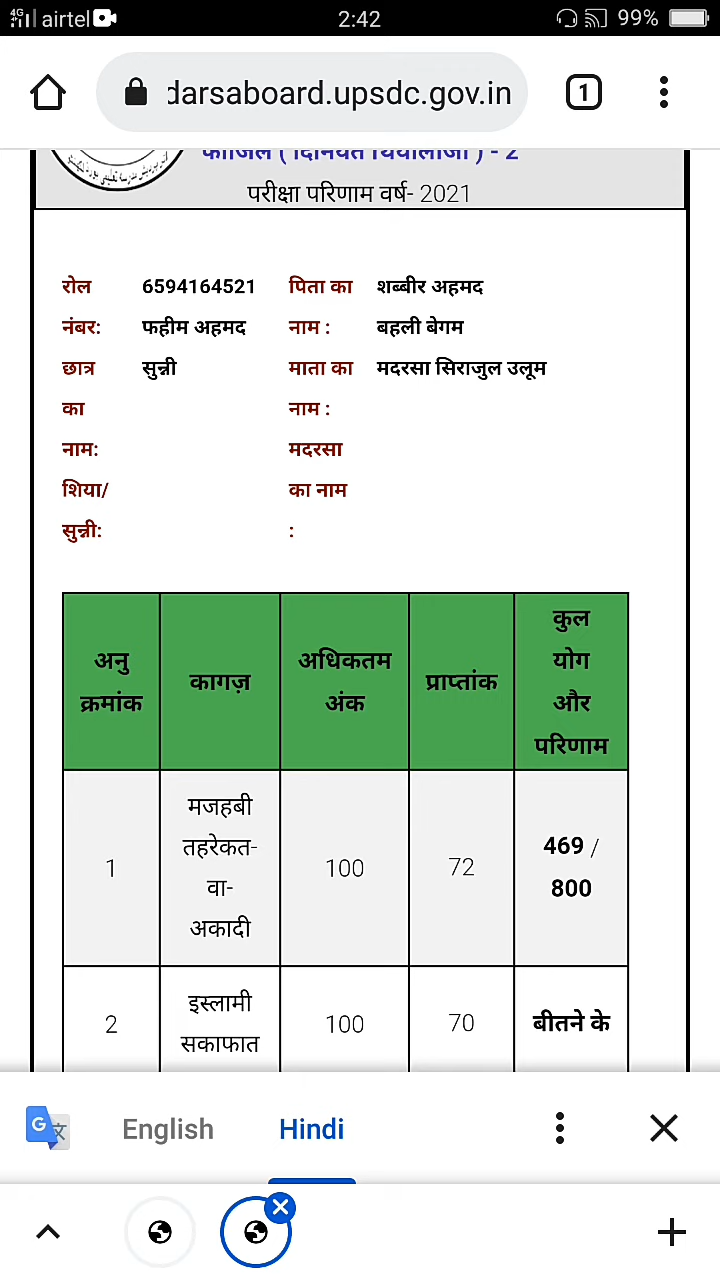 4G airtel 2:42 99%
darsaboard.upsdc.gov.in 1
फाजिल ( दिनियत थियोलॉजी ) - 2
परीक्षा परिणाम वर्ष- 2021
रोल 6594164521 पिता का शब्बीर अहमद
नंबर: फहीम अहमद नाम : बहली बेगम
छात्र सुन्नी माता का मदरसा सिराजुल उलूम
का नाम :
नाम: मदरसा
शिया/ का नाम
सुन्नी: :
अनु क्रमांक कागज़ अधिकतम अंक प्राप्तांक कुल योग और परिणाम
1 मजहबी तहरेकत- वा- अकादी 100 72 469 / 800
2 इस्लामी सकाफात 100 70 बीतने के
English Hindi